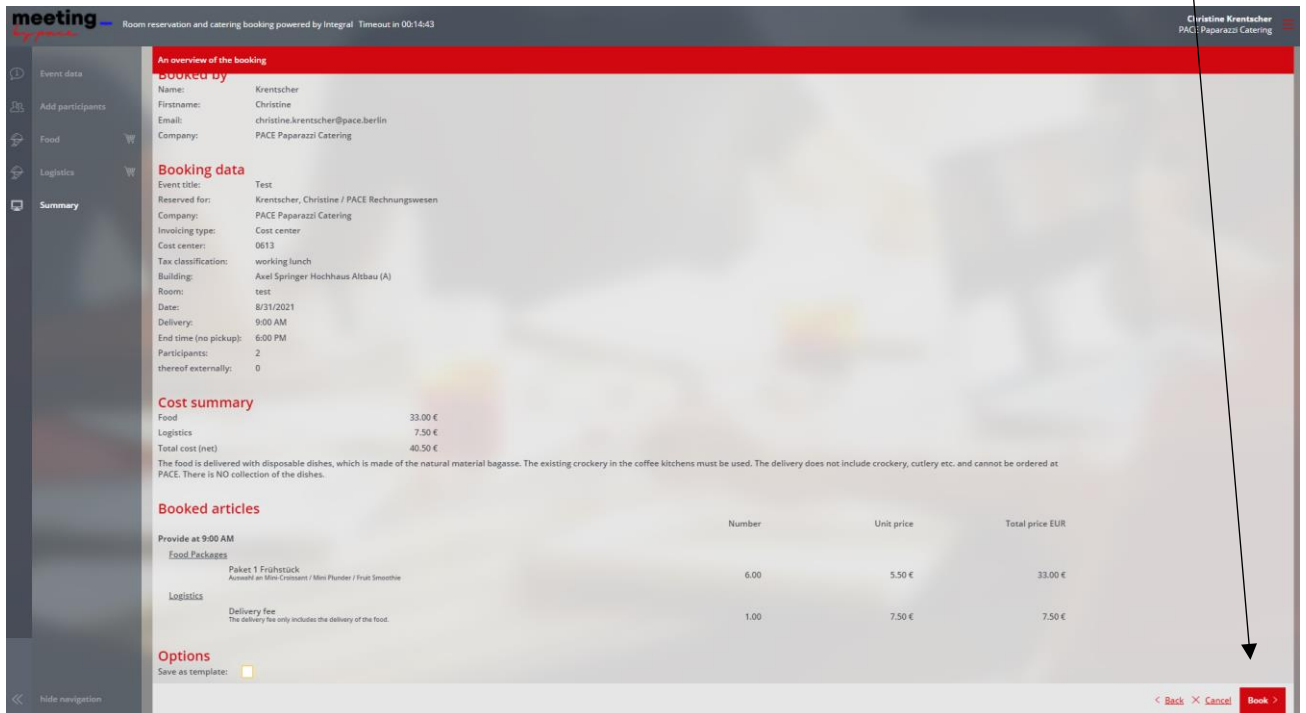 meeting_
by pace
Room reservation and catering booking powered by Integral Timeout in 00:14:43
Christine Krentscher
PACE Paparazzi Catering
Event data
Add participants
Food
Logistics
Summary
An overview of the booking
Booked by
Name: Krentscher
Firstname: Christine
Email: christine.krentscher@pace.berlin
Company: PACE Paparazzi Catering
Booking data
Event title: Test
Reserved for: Krentscher, Christine / PACE Rechnungswesen
Company: PACE Paparazzi Catering
Invoicing type: Cost center
Cost center: 0613
Tax classification: working lunch
Building: Axel Springer Hochhaus Altbau (A)
Room: test
Date: 8/31/2021
Delivery: 9:00 AM
End time (no pickup): 6:00 PM
Participants: 2
thereof externally: 0
Cost summary
Food 33.00 €
Logistics 7.50 €
Total cost (net) 40.50 €
The food is delivered with disposable dishes, which is made of the natural material bagasse. The existing crockery in the coffee kitchens must be used. The delivery does not include crockery, cutlery etc. and cannot be ordered at
PACE. There is NO collection of the dishes.
Booked articles
Number Unit price Total price EUR
Provide at 9:00 AM
Food Packages
Paket 1 Frühstück 6.00 5.50 € 33.00 €
Auswahl an Mini-Croissant / Mini Plunder / Fruit Smoothie
Logistics
Delivery fee 1.00 7.50 € 7.50 €
The delivery fee only includes the delivery of the food.
Options
Save as template:
hide navigation
< Back × Cancel Book >